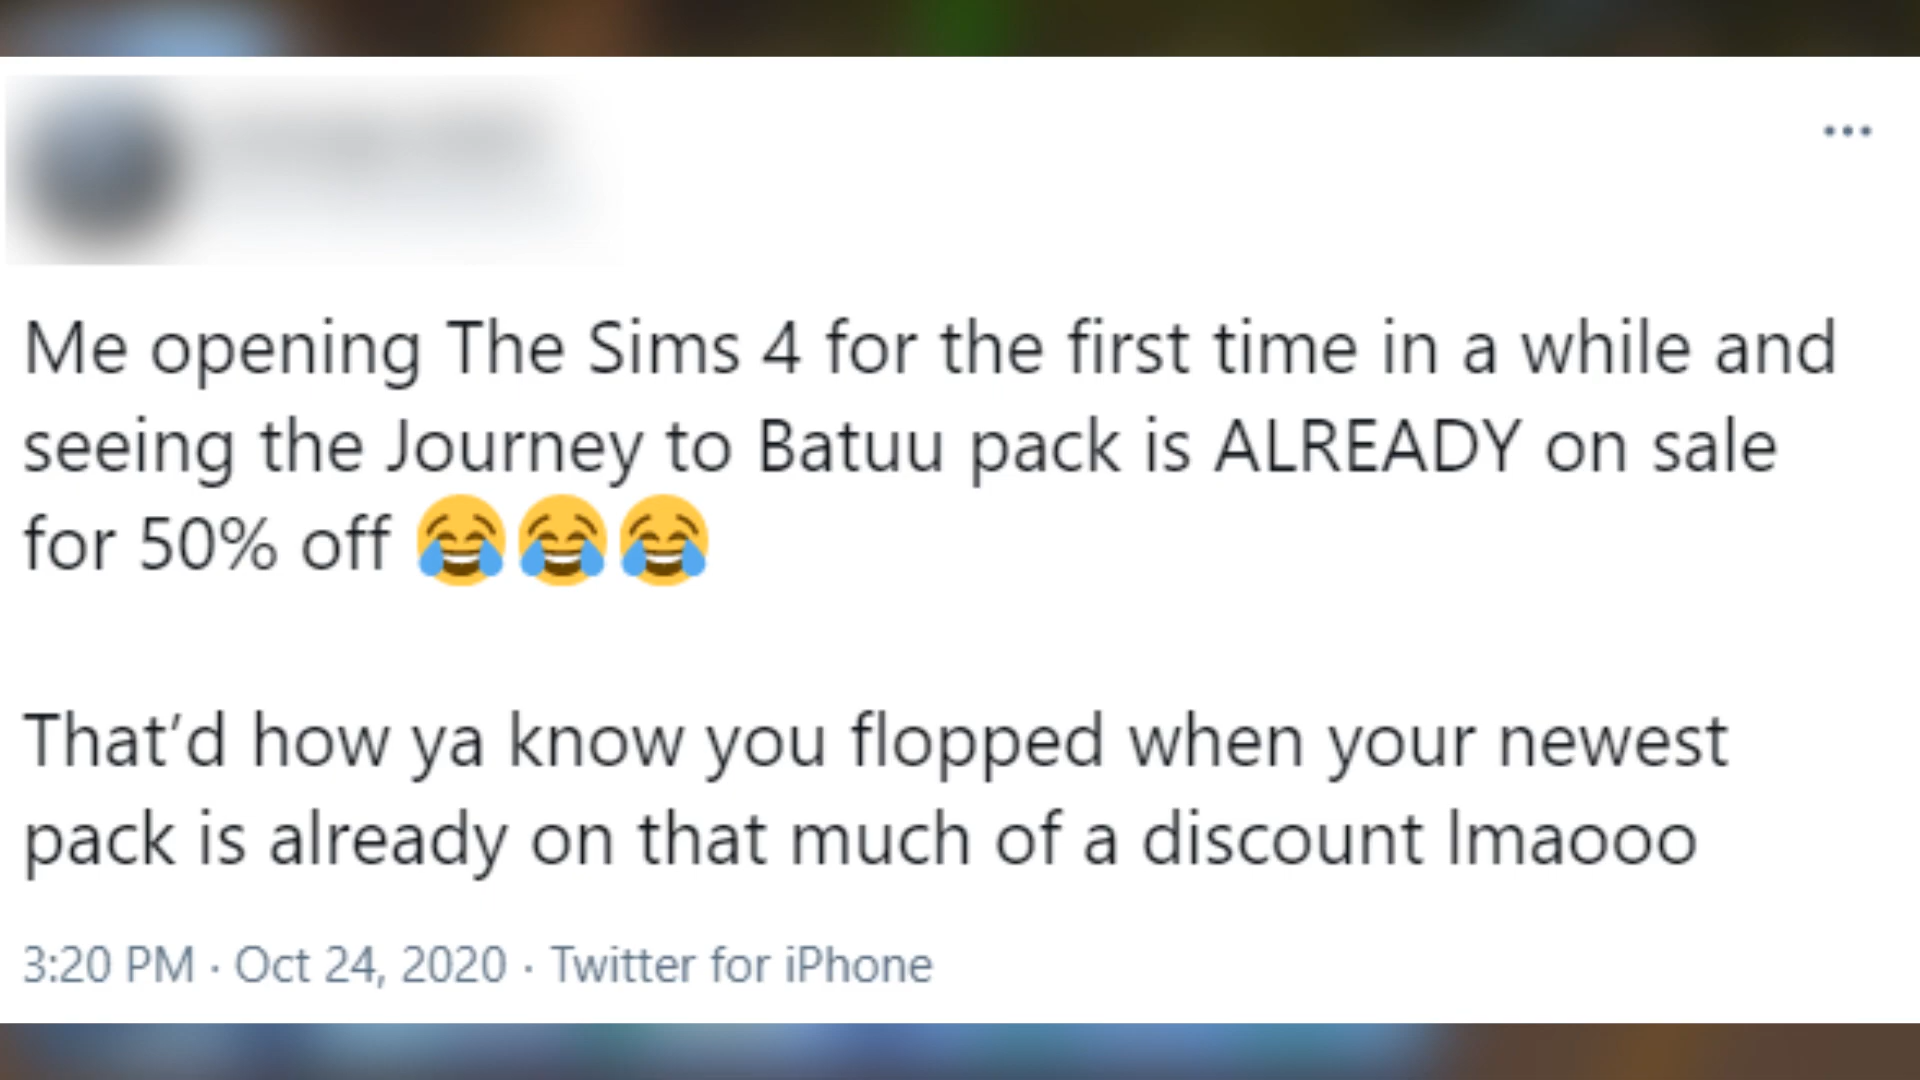 Me opening The Sims 4 for the first time in a while and
seeing the Journey to Batuu pack is ALREADY on sale
for 50% off 😂😂😂
That’d how ya know you flopped when your newest
pack is already on that much of a discount lmaooo
3:20 PM · Oct 24, 2020 · Twitter for iPhone